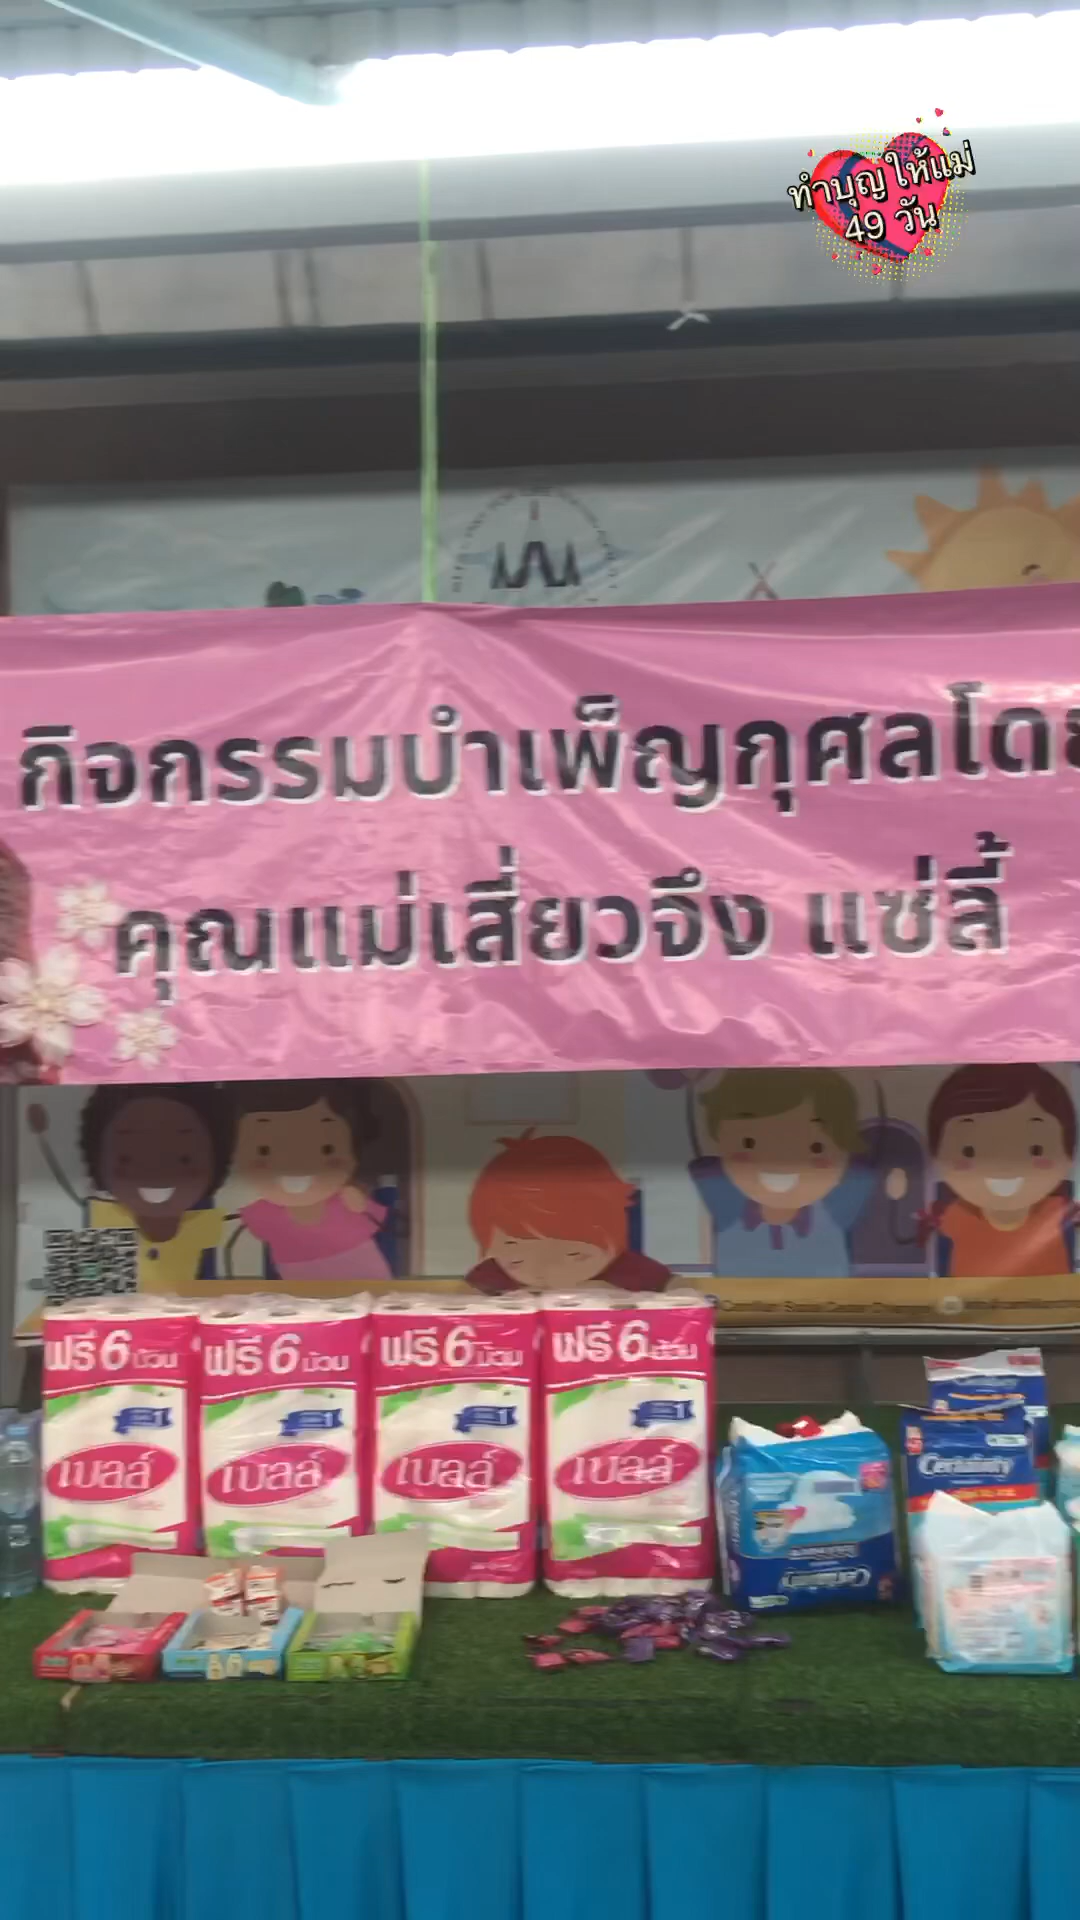 ทำบุญให้แม่
49 วัน
กิจกรรมบำเพ็ญกุศลโดย
คุณแม่เสี่ยวจึง แซ่ลี้
ฟรี 6 ม้วน
ฟรี 6 ม้วน
ฟรี 6 ม้วน
ฟรี 6 ม้วน
เบลล์
เบลล์
เบลล์
เบลล์
Certainty
Certainty